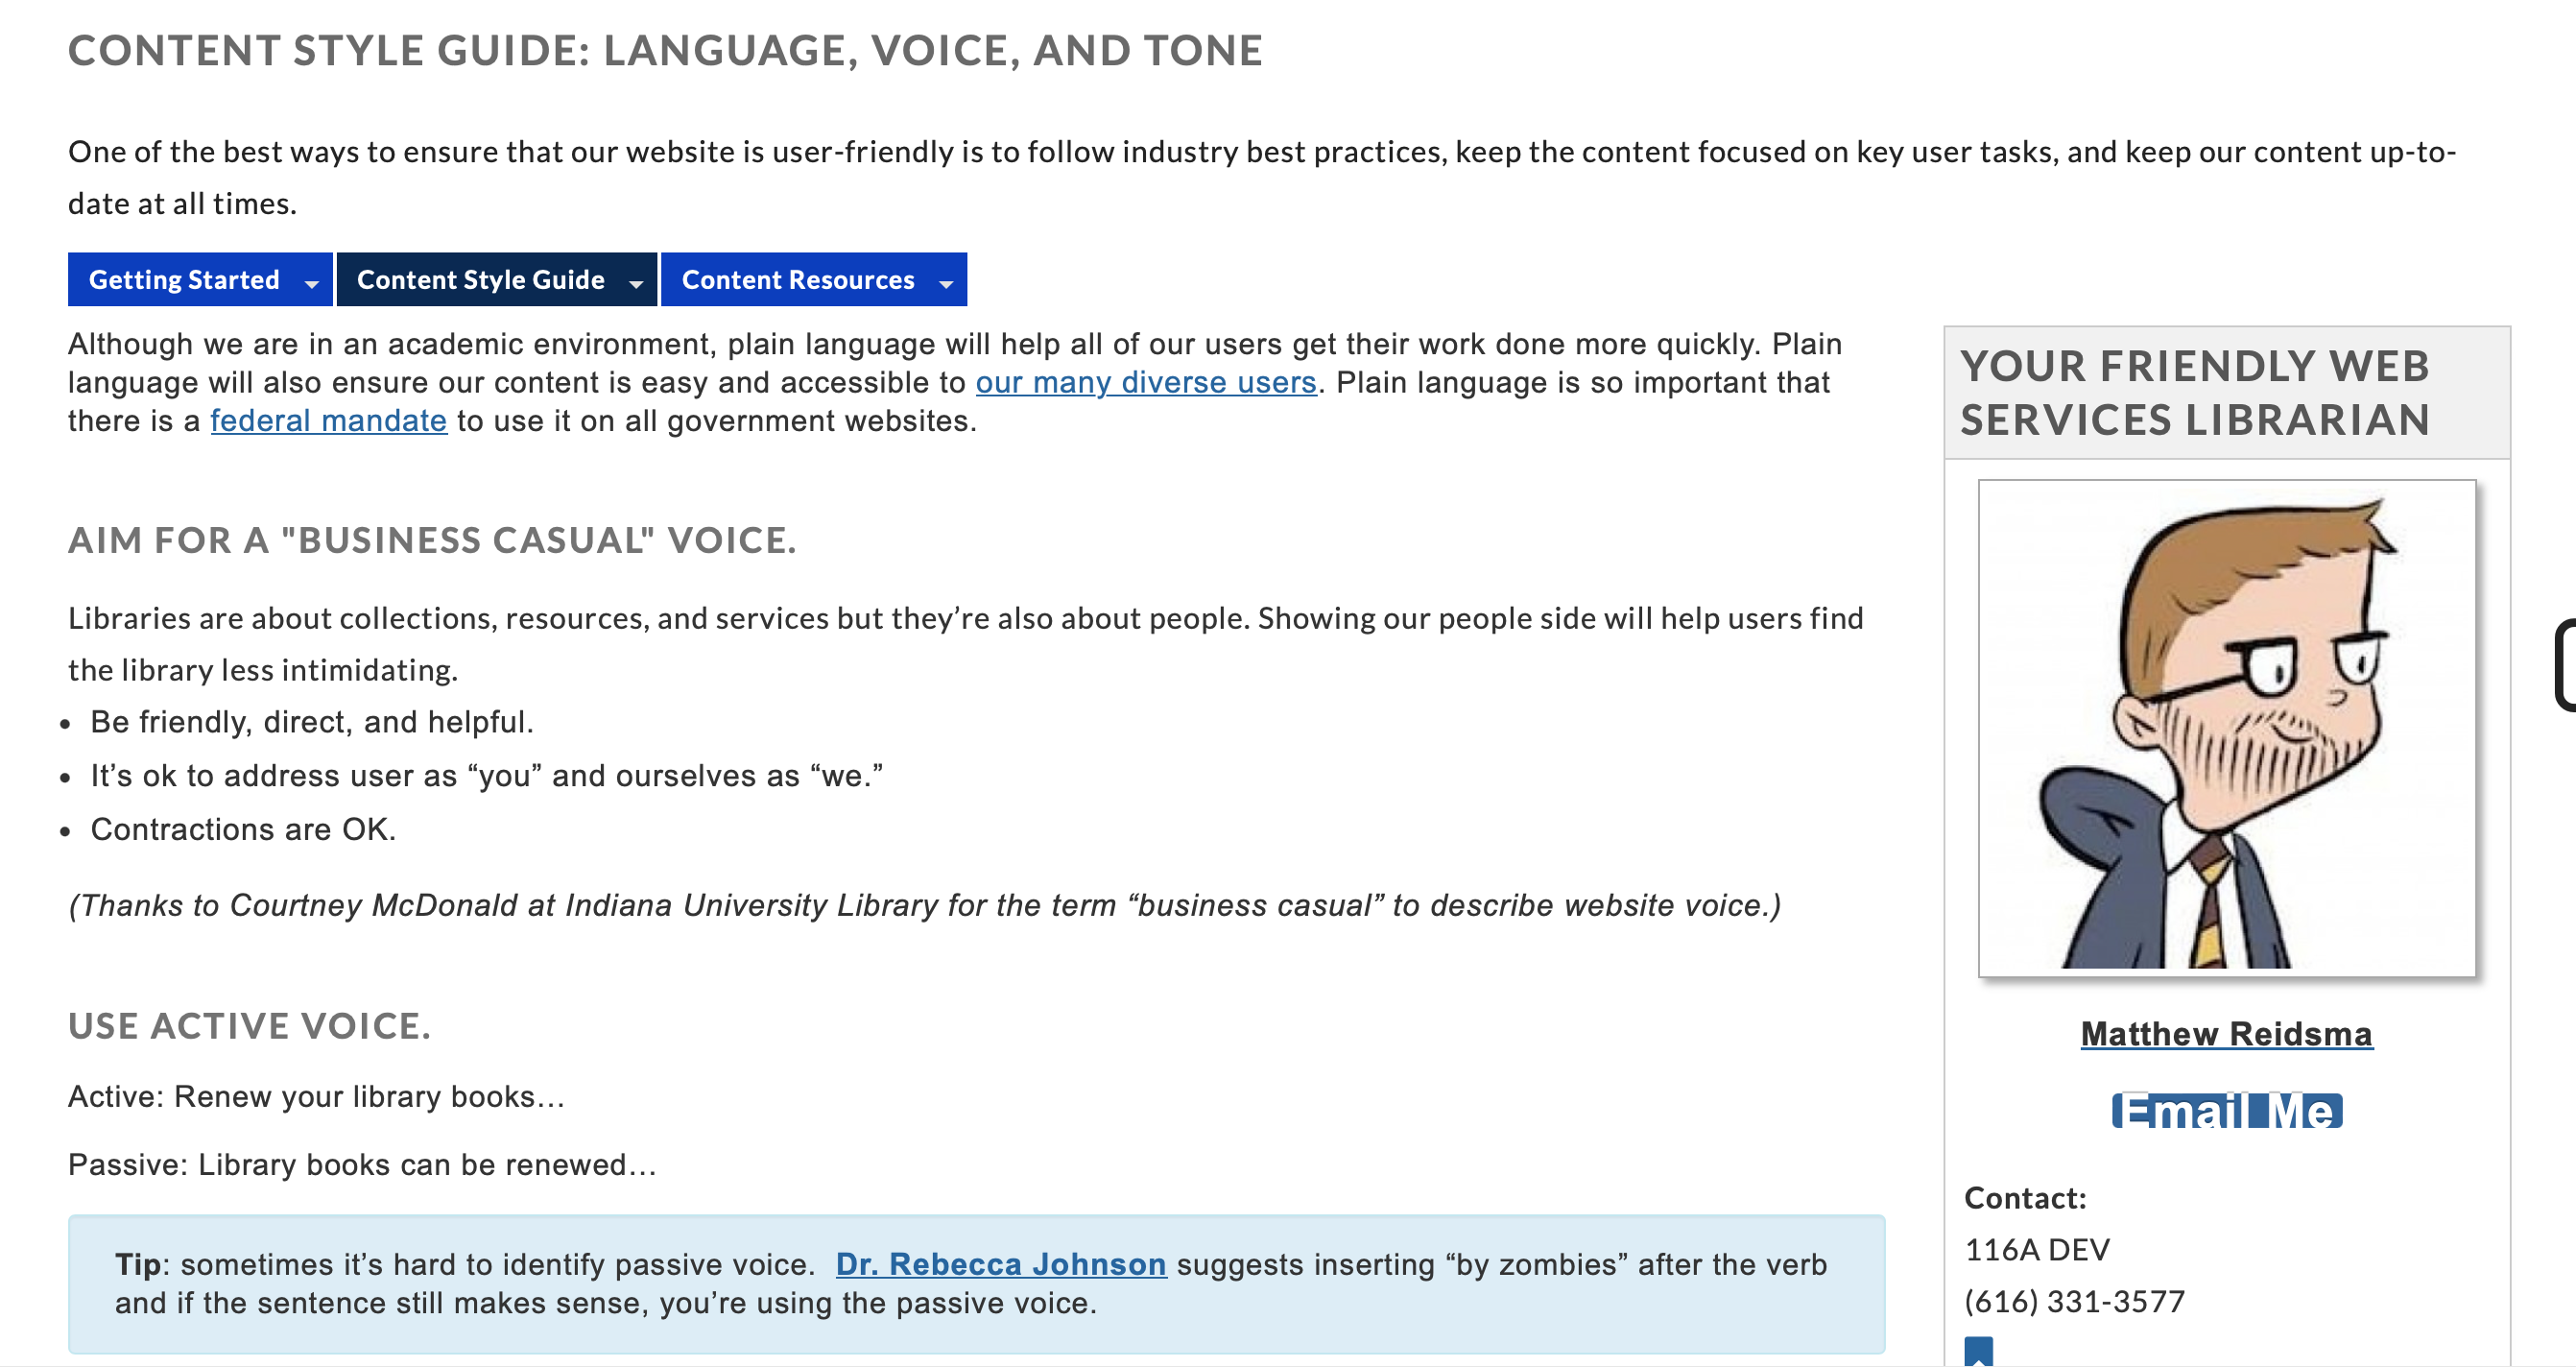 CONTENT STYLE GUIDE: LANGUAGE, VOICE, AND TONE
One of the best ways to ensure that our website is user-friendly is to follow industry best practices, keep the content focused on key user tasks, and keep our content up-to-
date at all times.
Getting Started
Content Style Guide
Content Resources
Although we are in an academic environment, plain language will help all of our users get their work done more quickly. Plain
language will also ensure our content is easy and accessible to our many diverse users. Plain language is so important that
there is a federal mandate to use it on all government websites.
AIM FOR A "BUSINESS CASUAL" VOICE.
Libraries are about collections, resources, and services but they’re also about people. Showing our people side will help users find
the library less intimidating.
• Be friendly, direct, and helpful.
• It’s ok to address user as “you” and ourselves as “we.”
• Contractions are OK.
(Thanks to Courtney McDonald at Indiana University Library for the term “business casual” to describe website voice.)
USE ACTIVE VOICE.
Active: Renew your library books…
Passive: Library books can be renewed…
Tip: sometimes it’s hard to identify passive voice.  Dr. Rebecca Johnson suggests inserting “by zombies” after the verb
and if the sentence still makes sense, you’re using the passive voice.
YOUR FRIENDLY WEB
SERVICES LIBRARIAN
Matthew Reidsma
Email Me
Contact:
116A DEV
(616) 331-3577